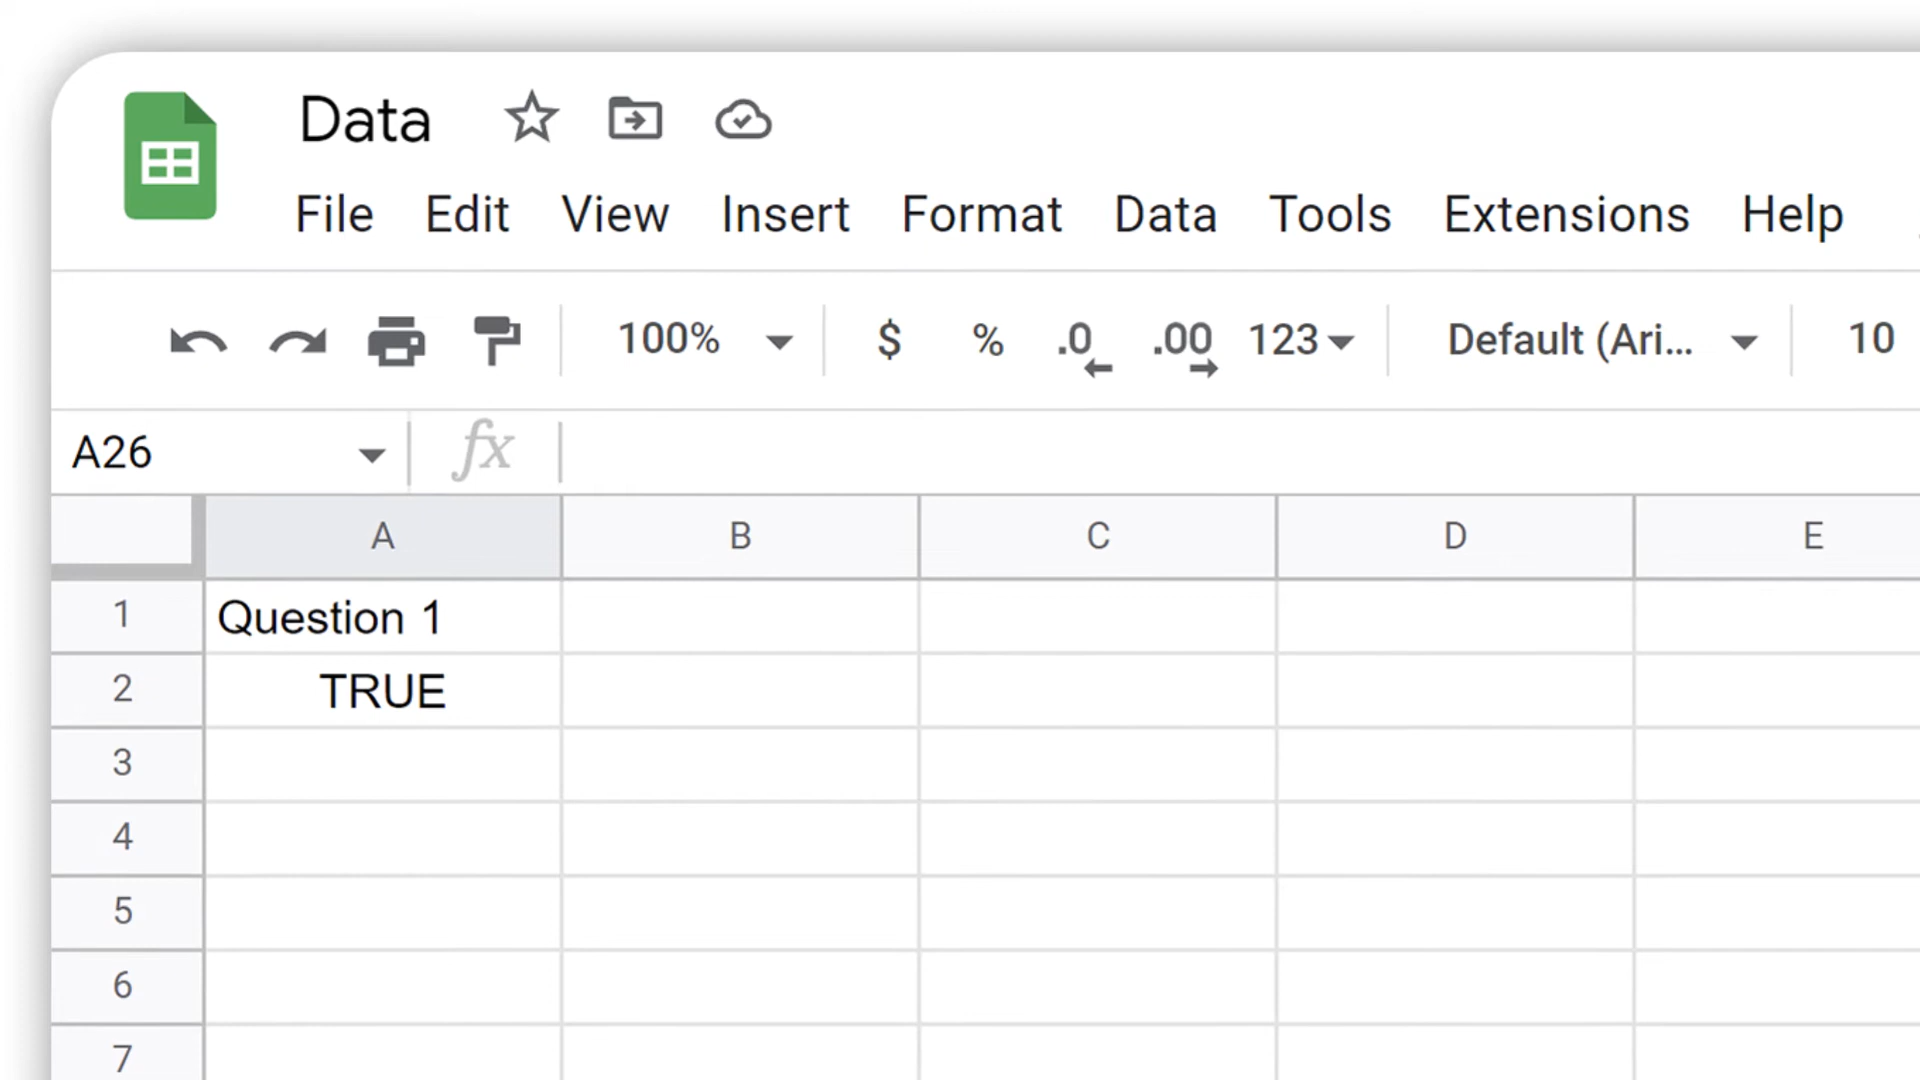 Data
File Edit View Insert Format Data Tools Extensions Help
100% $ % .0 .00 123 Default (Ari... 10
A26 fx
A B C D E
1 Question 1
2 TRUE
3
4
5
6
7